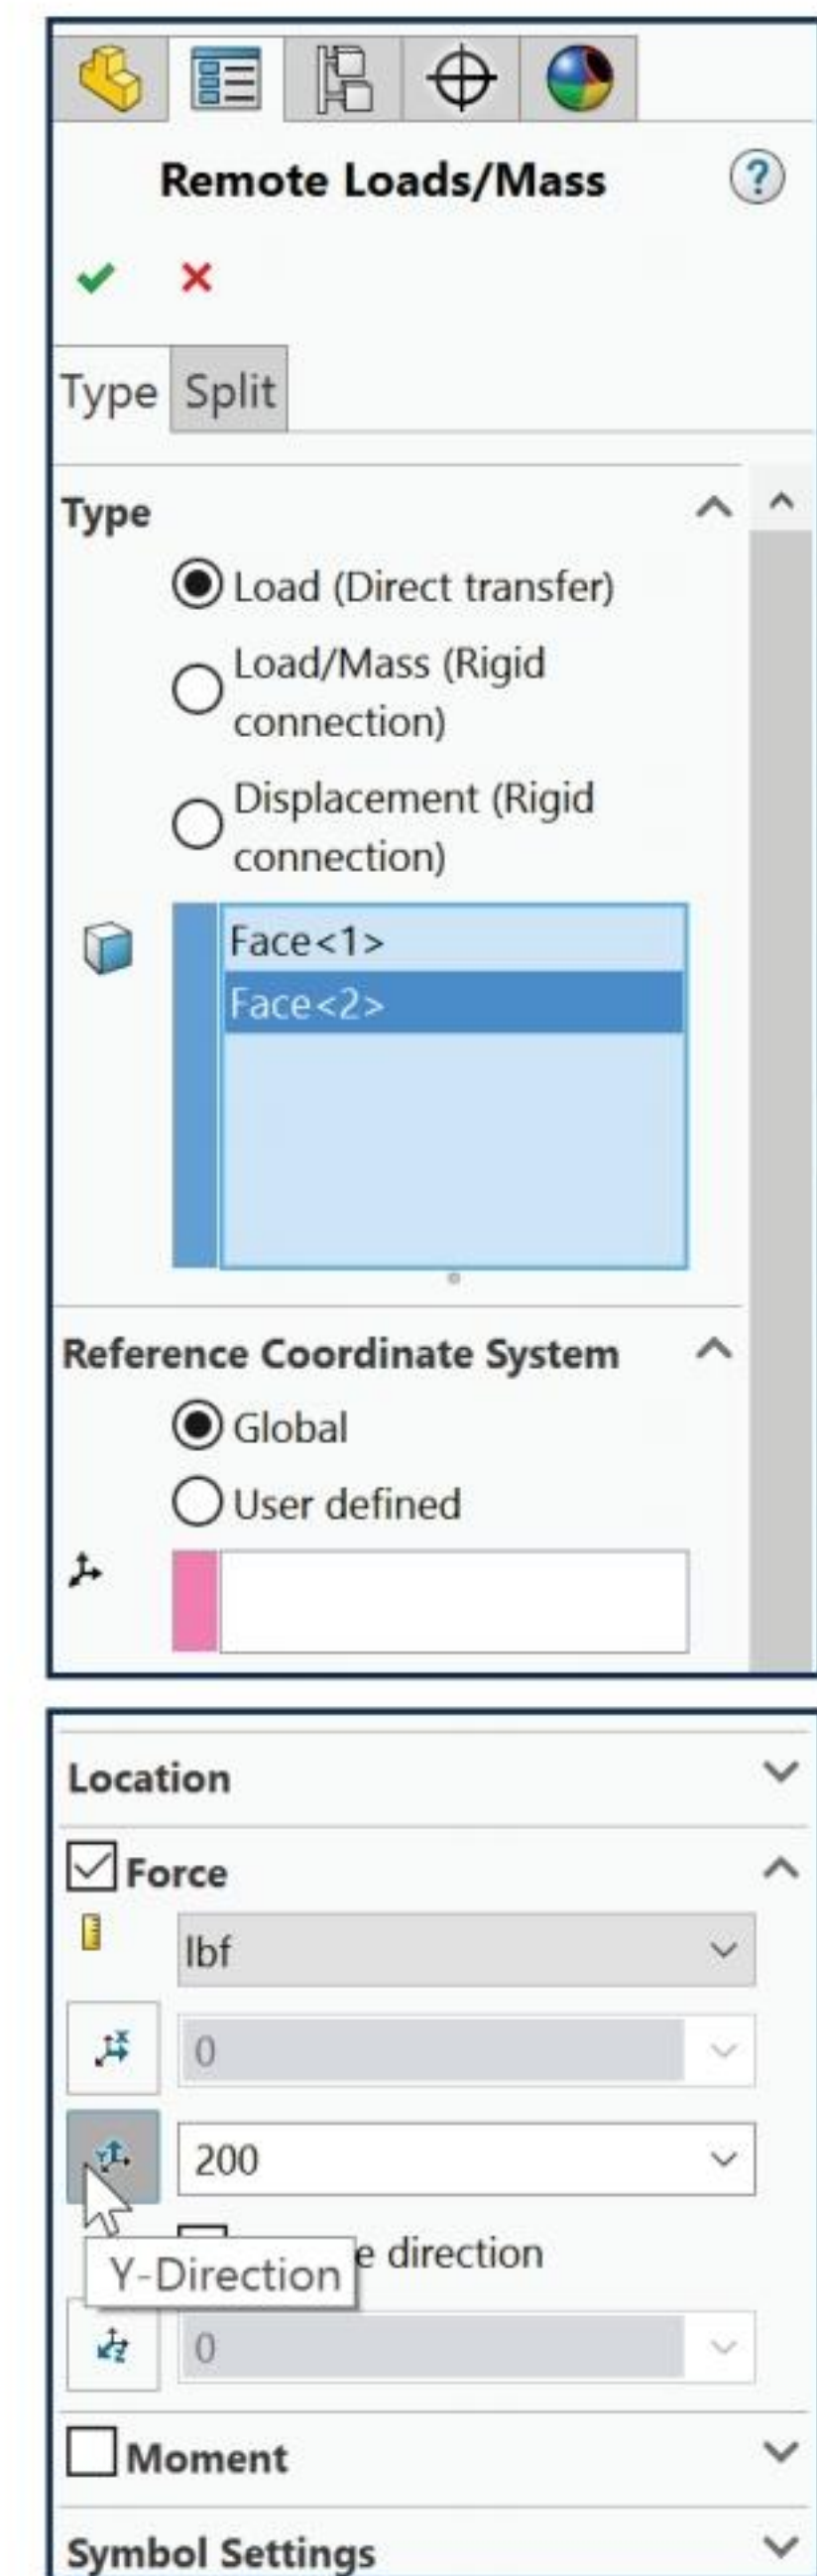 Remote Loads/Mass
?
Type Split
Type
Load (Direct transfer)
Load/Mass (Rigid
connection)
Displacement (Rigid
connection)
Face<1>
Face<2>
Reference Coordinate System
Global
User defined
Location
Force
lbf
X
0
Y
200
e direction
Y-Direction
Z
0
Moment
Symbol Settings